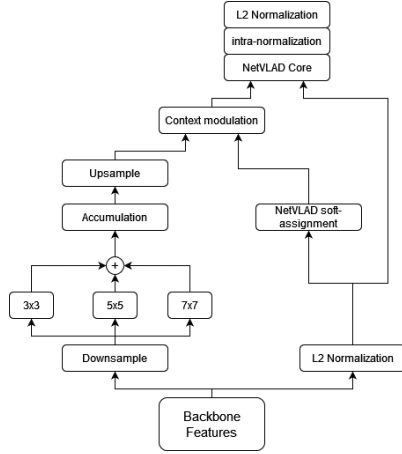 L2 Normalization
intra-normalization
NetVLAD Core
Context modulation
Upsample
Accumulation
NetVLAD soft-
assignment
+
3x3
5x5
7x7
Downsample
L2 Normalization
Backbone
Features